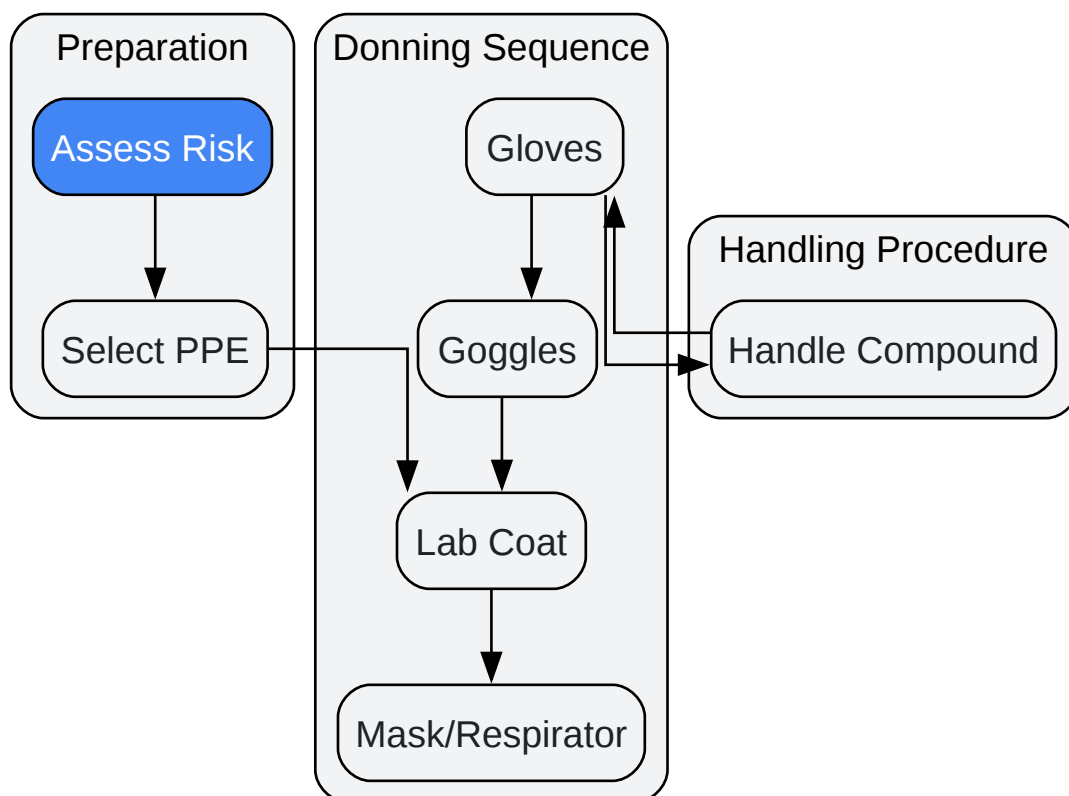 Preparation
Assess Risk
Select PPE
Donning Sequence
Gloves
Goggles
Lab Coat
Mask/Respirator
Handling Procedure
Handle Compound